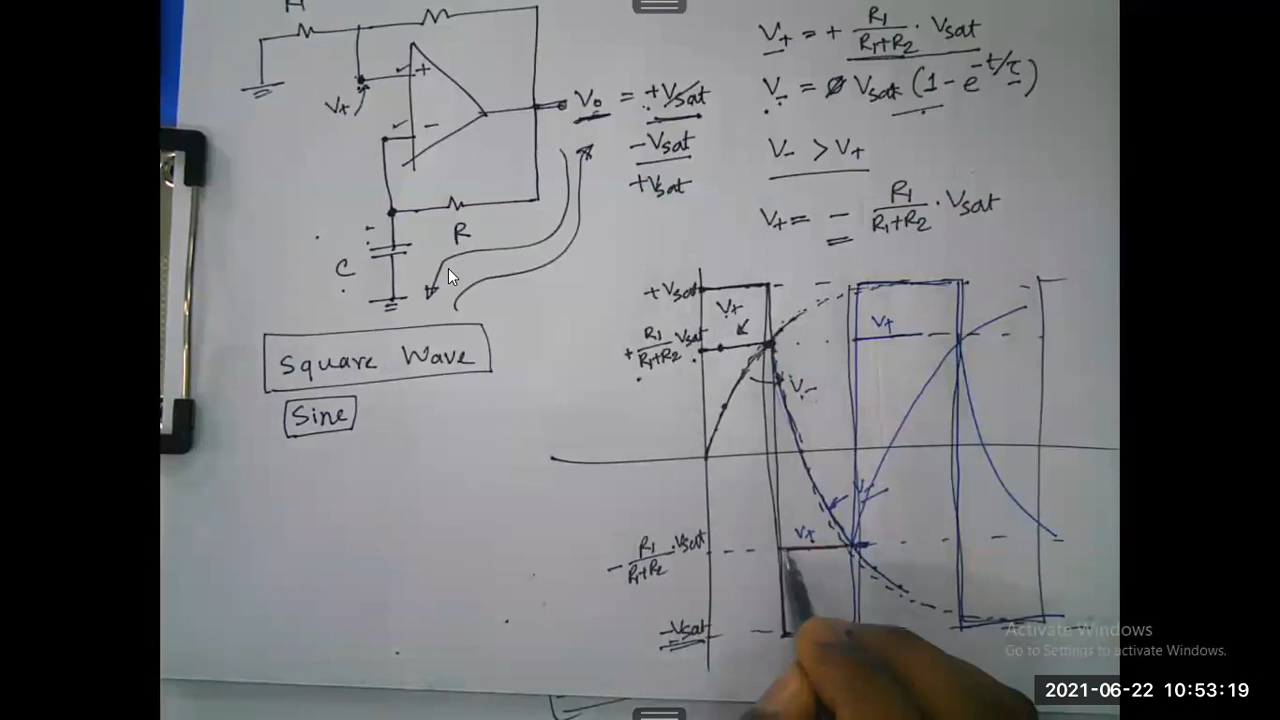 V+ = + R1/(R1+R2) · Vsat
V+
+
V0 = +Vsat
V- = Vsat (1 - e^-t/τ)
-
-Vsat
V- > V+
+Vsat
V+ = - R1/(R1+R2) · Vsat
R
C
+Vsat
V+
V+
+ R1/(R1+R2) Vsat
Square Wave
V-
Sine
V+
- R1/(R1+R2) · Vsat
-Vsat
Activate Windows
Go to Settings to activate Windows.
2021-06-22 10:53:19